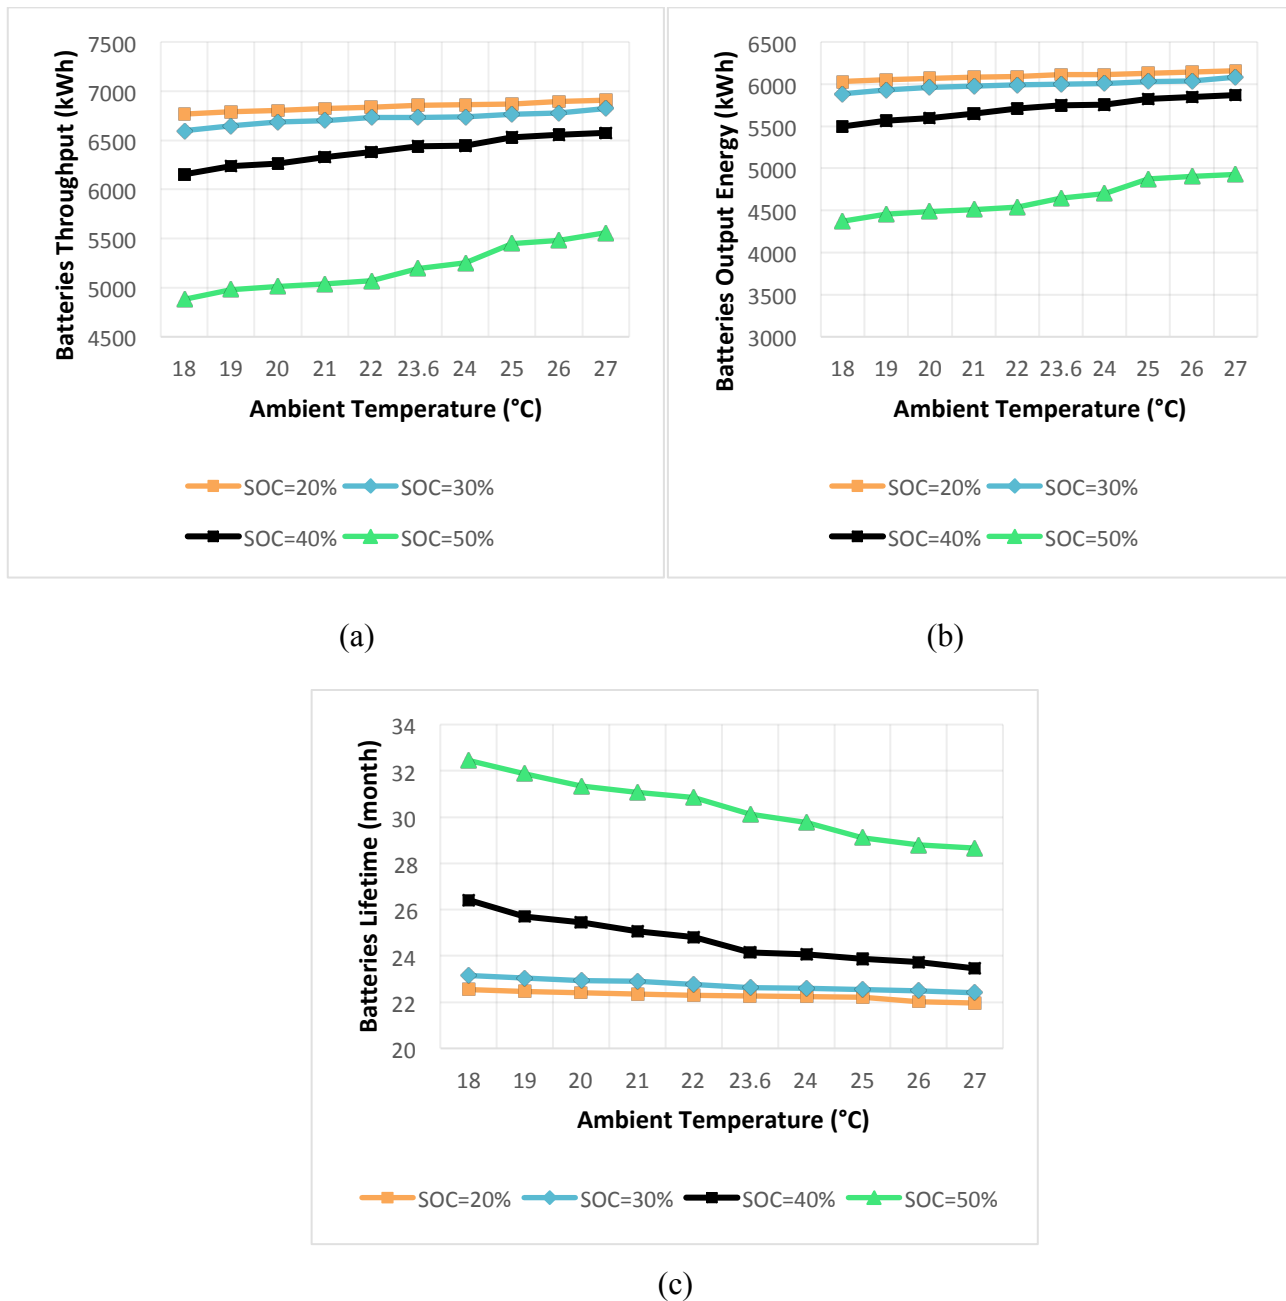 7500
7000
6500
6000
5500
5000
4500
Batteries Throughput (kWh)
18 19 20 21 22 23.6 24 25 26 27
Ambient Temperature (°C)
SOC=20% SOC=30%
SOC=40% SOC=50%
(a)
6500
6000
5500
5000
4500
4000
3500
3000
Batteries Output Energy (kWh)
18 19 20 21 22 23.6 24 25 26 27
Ambient Temperature (°C)
SOC=20% SOC=30%
SOC=40% SOC=50%
(b)
34
32
30
28
26
24
22
20
Batteries Lifetime (month)
18 19 20 21 22 23.6 24 25 26 27
Ambient Temperature (°C)
SOC=20% SOC=30% SOC=40% SOC=50%
(c)